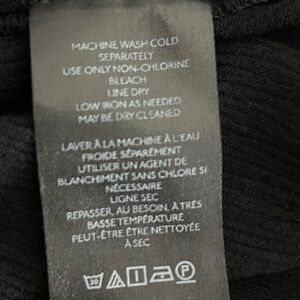 MACHINE WASH COLD
SEPARATELY
USE ONLY NON-CHLORINE
BLEACH
LINE DRY
LOW IRON AS NEEDED
MAY BE DRY CLEANED
LAVER À LA MACHINE À L'EAU
FROIDE SÉPARÉMENT
UTILISER UN AGENT DE
BLANCHIMENT SANS CHLORE SI
NÉCESSAIRE
LIGNE SEC
REPASSER, AU BESOIN, À TRÈS
BASSE TEMPÉRATURE
PEUT-ÊTRE ÊTRE NETTOYÉE
À SEC
30 P